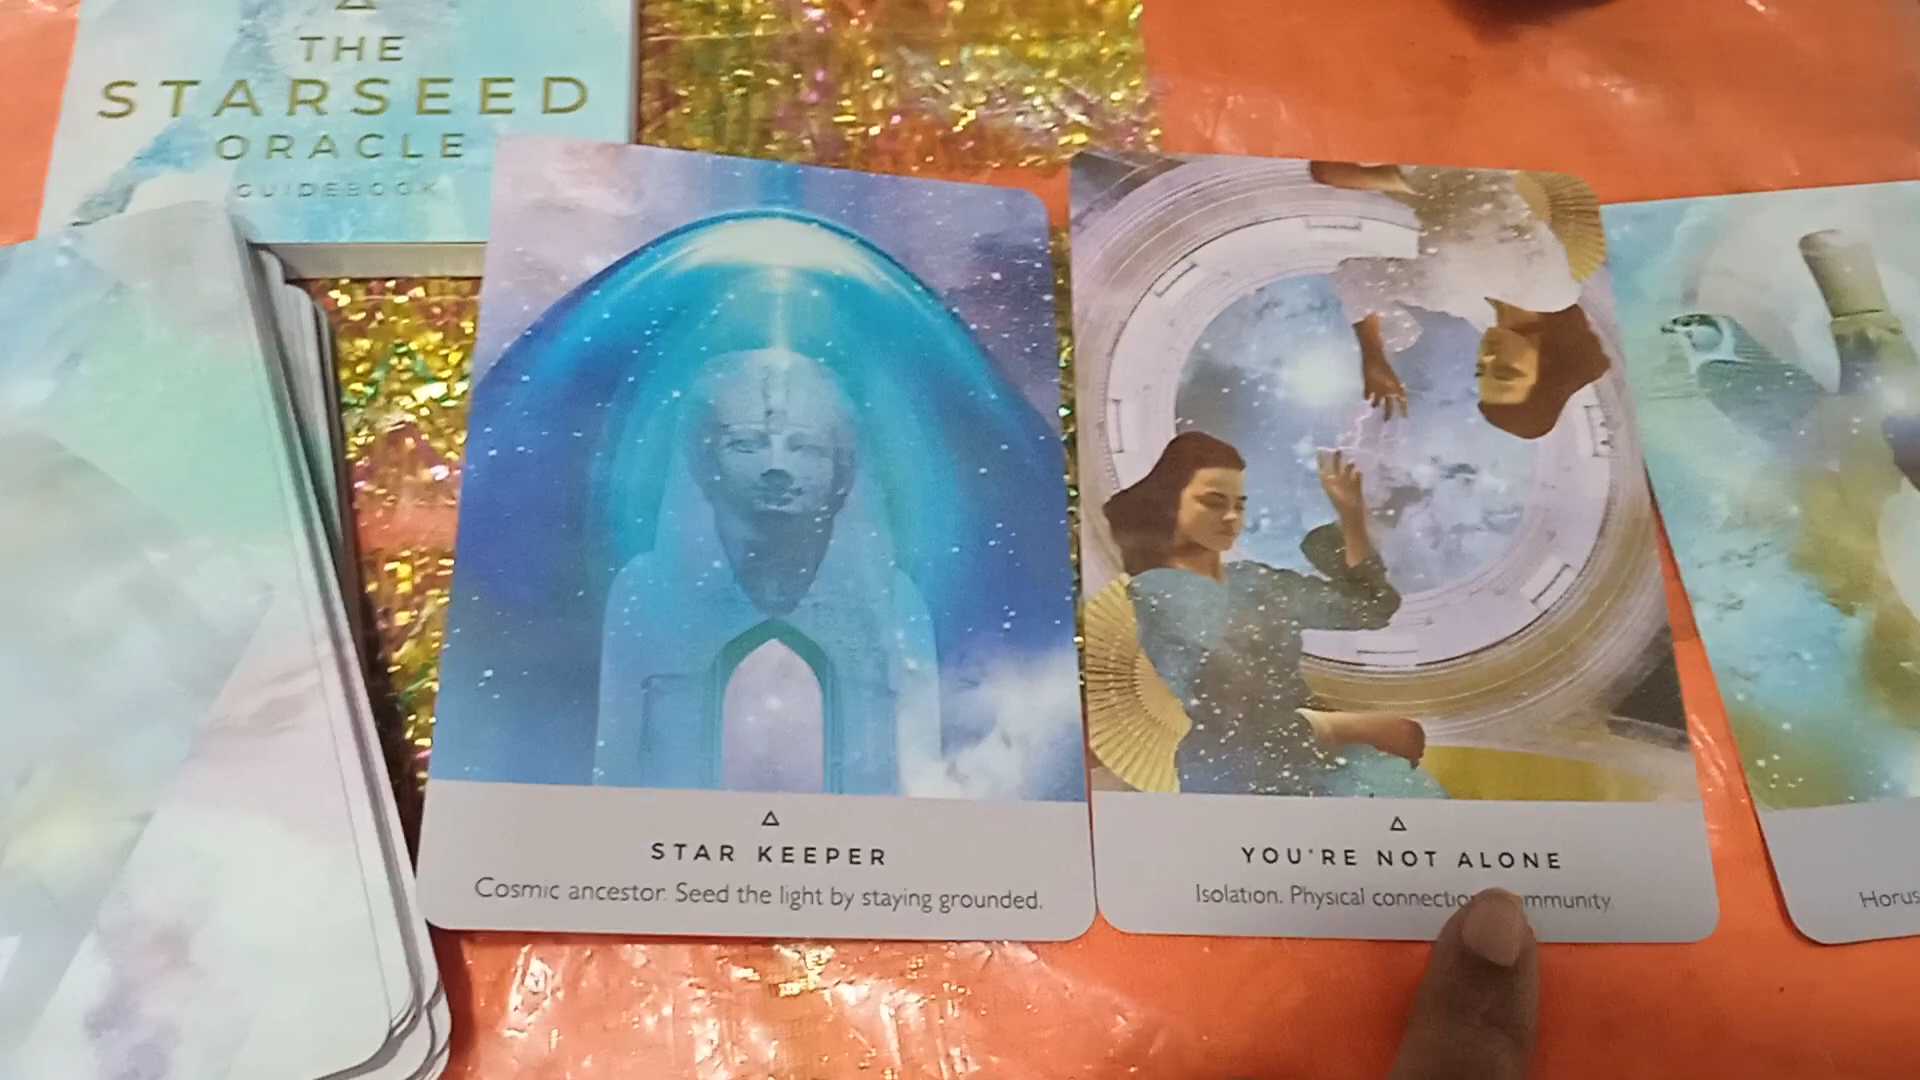 THE
STARSEED
ORACLE
GUIDEBOOK
STAR KEEPER
Cosmic ancestor. Seed the light by staying grounded.
YOU'RE NOT ALONE
Isolation. Physical connection.
Horus